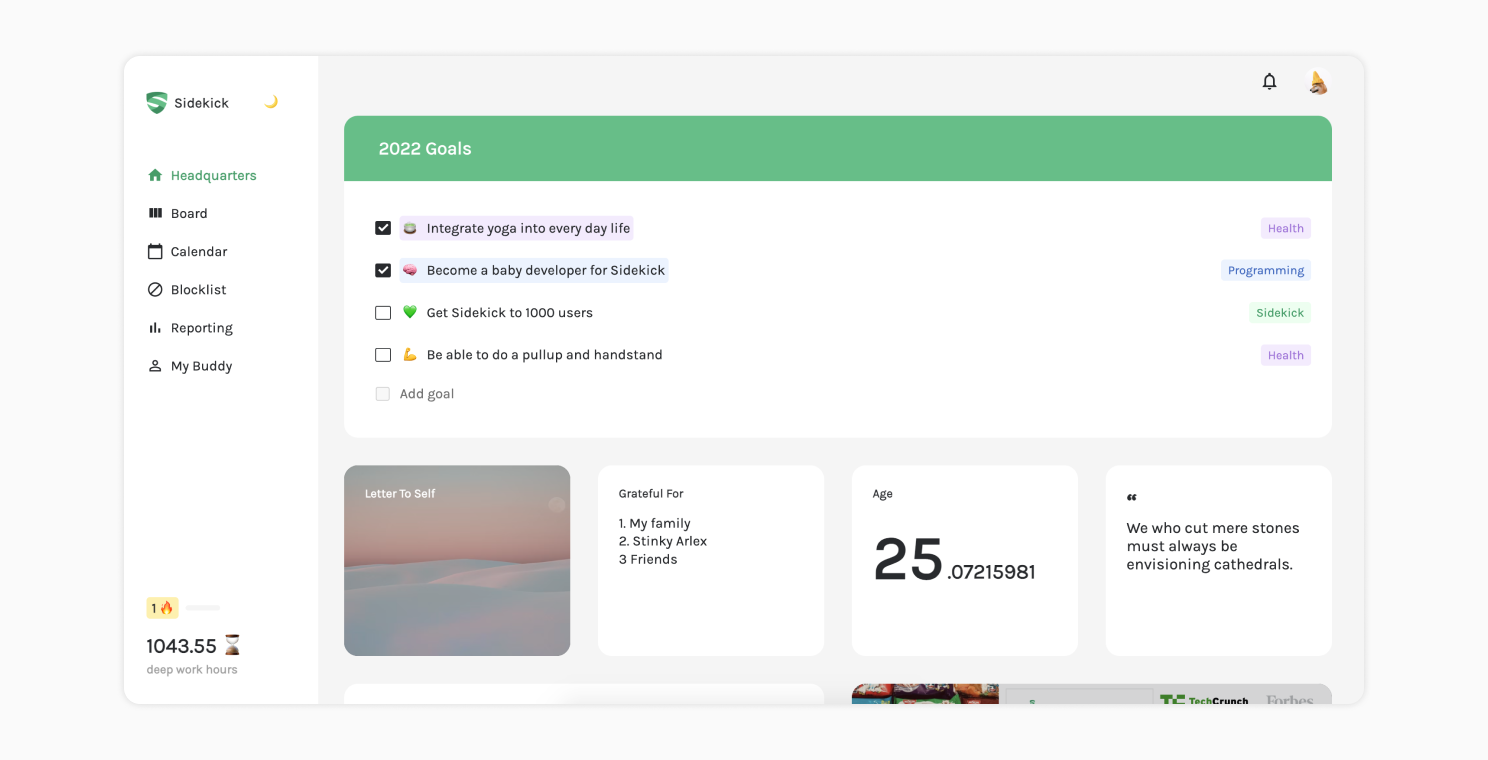 Sidekick
Headquarters
Board
Calendar
Blocklist
Reporting
My Buddy
1
1043.55
deep work hours
2022 Goals
Integrate yoga into every day life
Health
Become a baby developer for Sidekick
Programming
Get Sidekick to 1000 users
Sidekick
Be able to do a pullup and handstand
Health
Add goal
Letter To Self
Grateful For
1. My family
2. Stinky Arlex
3 Friends
Age
25.07215981
“
We who cut mere stones
must always be
envisioning cathedrals.
TechCrunch
Forbes